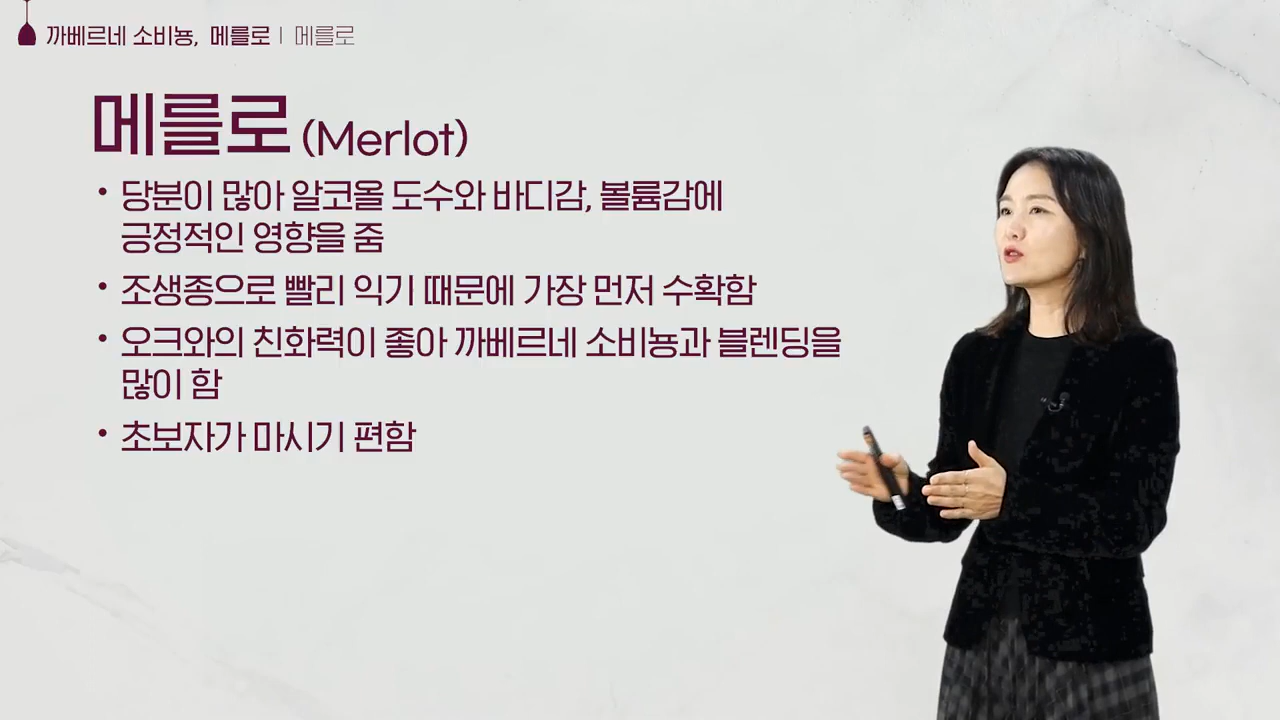 까베르네 소비뇽, 메를로 | 메를로
메를로 (Merlot)
• 당분이 많아 알코올 도수와 바디감, 볼륨감에
긍정적인 영향을 줌
• 조생종으로 빨리 익기 때문에 가장 먼저 수확함
• 오크와의 친화력이 좋아 까베르네 소비뇽과 블렌딩을
많이 함
• 초보자가 마시기 편함